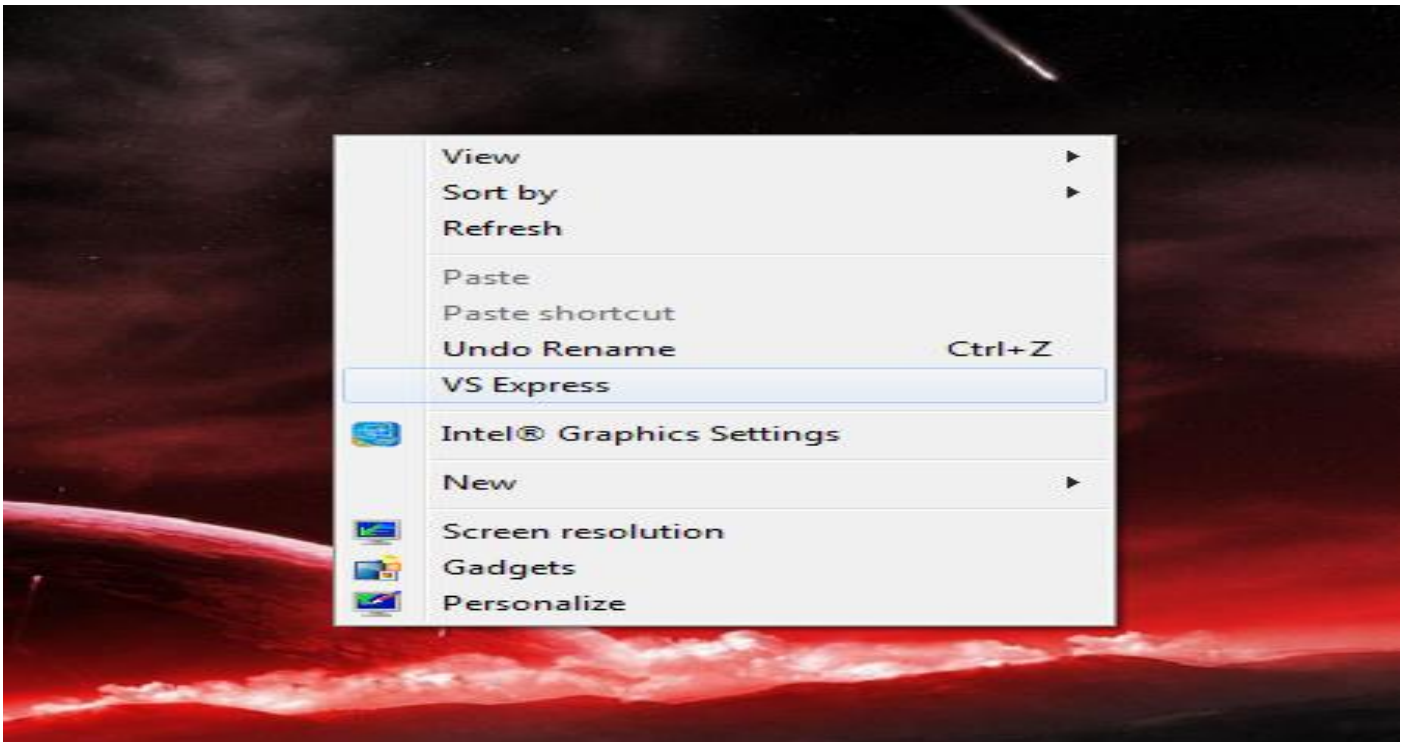 View
Sort by
Refresh
Paste
Paste shortcut
Undo Rename Ctrl+Z
VS Express
Intel® Graphics Settings
New
Screen resolution
Gadgets
Personalize